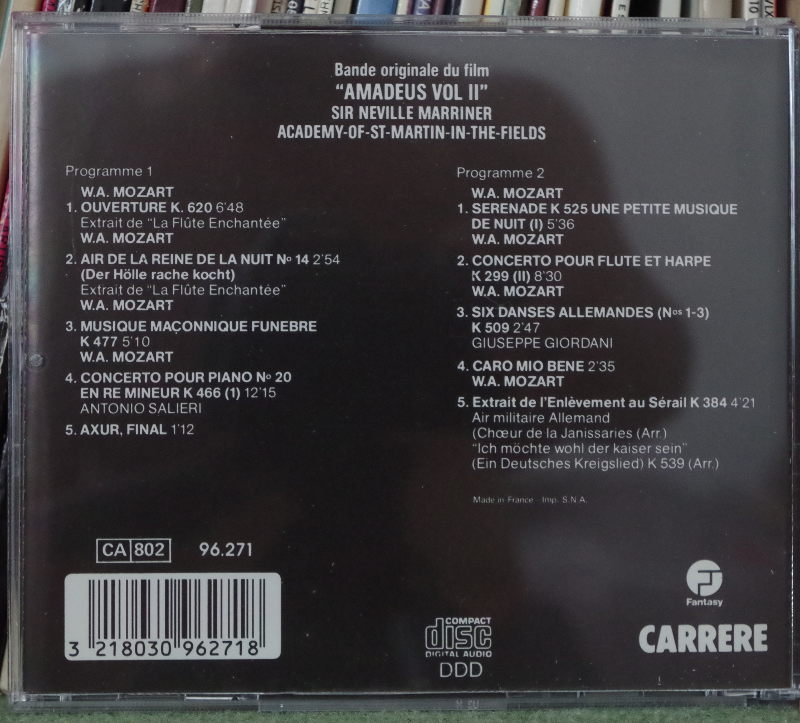 Bande originale du film
“AMADEUS VOL II”
SIR NEVILLE MARRINER
ACADEMY-OF-ST-MARTIN-IN-THE-FIELDS
Programme 1
W.A. MOZART
1. OUVERTURE K. 620 6'48
Extrait de “La Flûte Enchantée”
W.A. MOZART
2. AIR DE LA REINE DE LA NUIT Nº 14 2'54
(Der Hölle rache kocht)
Extrait de “La Flûte Enchantée”
W.A. MOZART
3. MUSIQUE MAÇONNIQUE FUNEBRE
K 477 5'10
W.A. MOZART
4. CONCERTO POUR PIANO Nº 20
EN RE MINEUR K 466 (1) 12'15
ANTONIO SALIERI
5. AXUR, FINAL 1'12
Programme 2
W.A. MOZART
1. SERENADE K 525 UNE PETITE MUSIQUE
DE NUIT (I) 5'36
W.A. MOZART
2. CONCERTO POUR FLUTE ET HARPE
K 299 (II) 8'30
W.A. MOZART
3. SIX DANSES ALLEMANDES (Nos 1-3)
K 509 2'47
GIUSEPPE GIORDANI
4. CARO MIO BENE 2'35
W.A. MOZART
5. Extrait de l'Enlèvement au Sérail K 384 4'21
Air militaire Allemand
(Chœur de la Janissaries (Arr.)
“Ich möchte wohl der kaiser sein”
(Ein Deutsches Kreigslied) K 539 (Arr.)
Made in France - Imp. S.N.A.
CA 802 96.271
3 218030 962718
COMPACT
disc
DIGITAL AUDIO
DDD
Fantasy
CARRERE